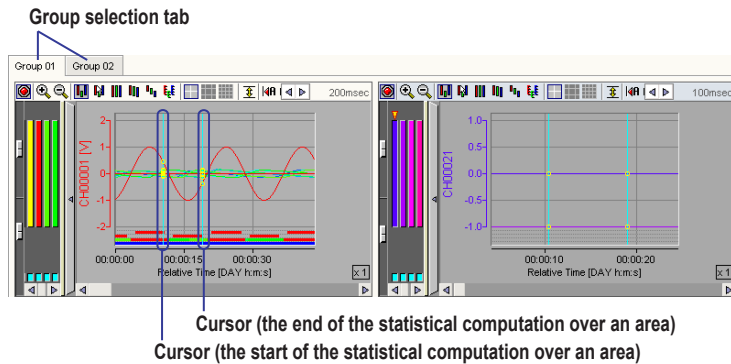 Group selection tab
Group 01
Group 02
200msec
100msec
CH00001 [V]
2
1
0
-1
-2
00:00:00
00:00:15
00:00:30
Relative Time [DAY h:m:s]
x 1
CH00021
1.0
0.5
0.0
-0.5
-1.0
00:00:10
00:00:20
Relative Time [DAY h:m:s]
x 1
Cursor (the end of the statistical computation over an area)
Cursor (the start of the statistical computation over an area)